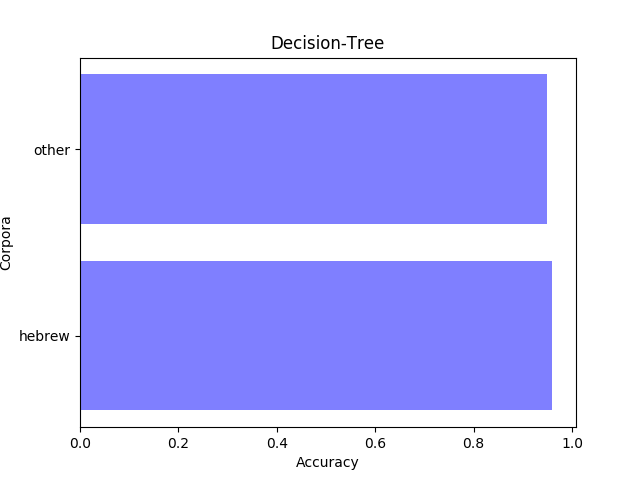 Decision-Tree
Corpora
other
hebrew
0.0 0.2 0.4 0.6 0.8 1.0
Accuracy